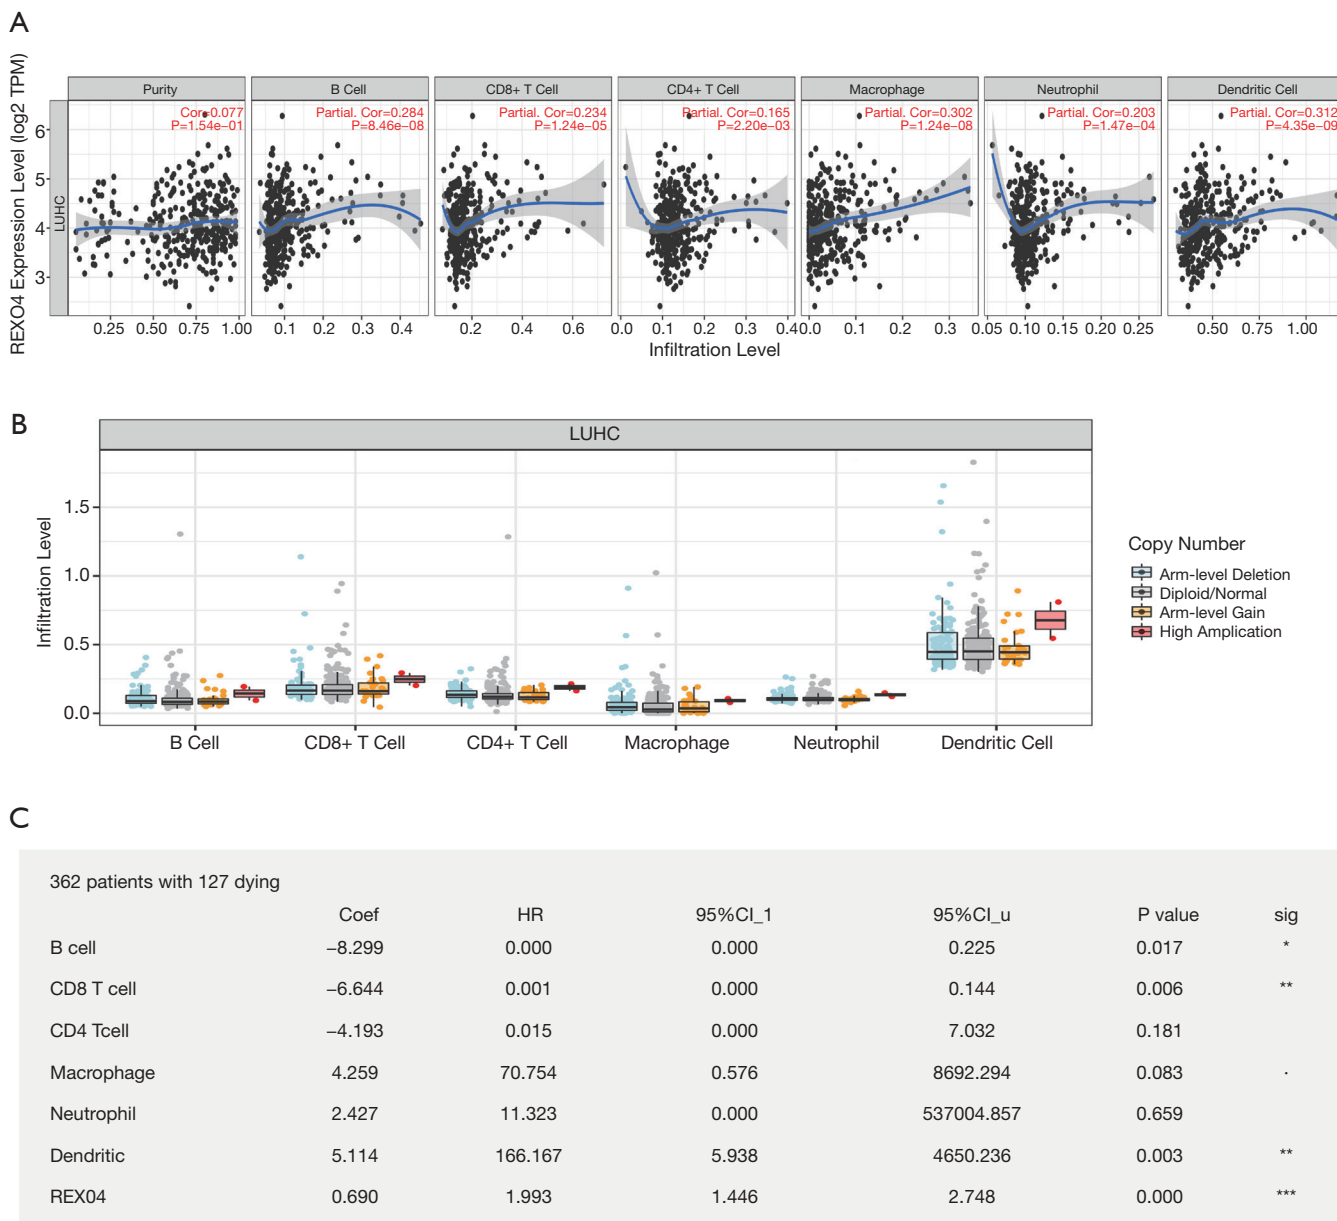 A
REXO4 Expression Level (log2 TPM)
LUHC
Purity
B Cell
CD8+ T Cell
CD4+ T Cell
Macrophage
Neutrophil
Dendritic Cell
Cor=0.077
P=1.54e−01
Partial. Cor=0.284
P=8.46e−08
Partial. Cor=0.234
P=1.24e−05
Partial. Cor=0.165
P=2.20e−03
Partial. Cor=0.302
P=1.24e−08
Partial. Cor=0.203
P=1.47e−04
Partial. Cor=0.312
P=4.35e−09
6
5
4
3
0.25 0.50 0.75 1.00
0.1 0.2 0.3 0.4
0.2 0.4 0.6
0.0 0.1 0.2 0.3 0.4
0.0 0.1 0.2 0.3
0.05 0.10 0.15 0.20 0.25
0.50 0.75 1.00
Infiltration Level
B
LUHC
Infiltration Level
1.5
1.0
0.5
0.0
B Cell CD8+ T Cell CD4+ T Cell Macrophage Neutrophil Dendritic Cell
Copy Number
Arm-level Deletion
Diploid/Normal
Arm-level Gain
High Amplication
C
362 patients with 127 dying
Coef HR 95%CI_1 95%CI_u P value sig
B cell −8.299 0.000 0.000 0.225 0.017 *
CD8 T cell −6.644 0.001 0.000 0.144 0.006 **
CD4 Tcell −4.193 0.015 0.000 7.032 0.181
Macrophage 4.259 70.754 0.576 8692.294 0.083 ·
Neutrophil 2.427 11.323 0.000 537004.857 0.659
Dendritic 5.114 166.167 5.938 4650.236 0.003 **
REX04 0.690 1.993 1.446 2.748 0.000 ***